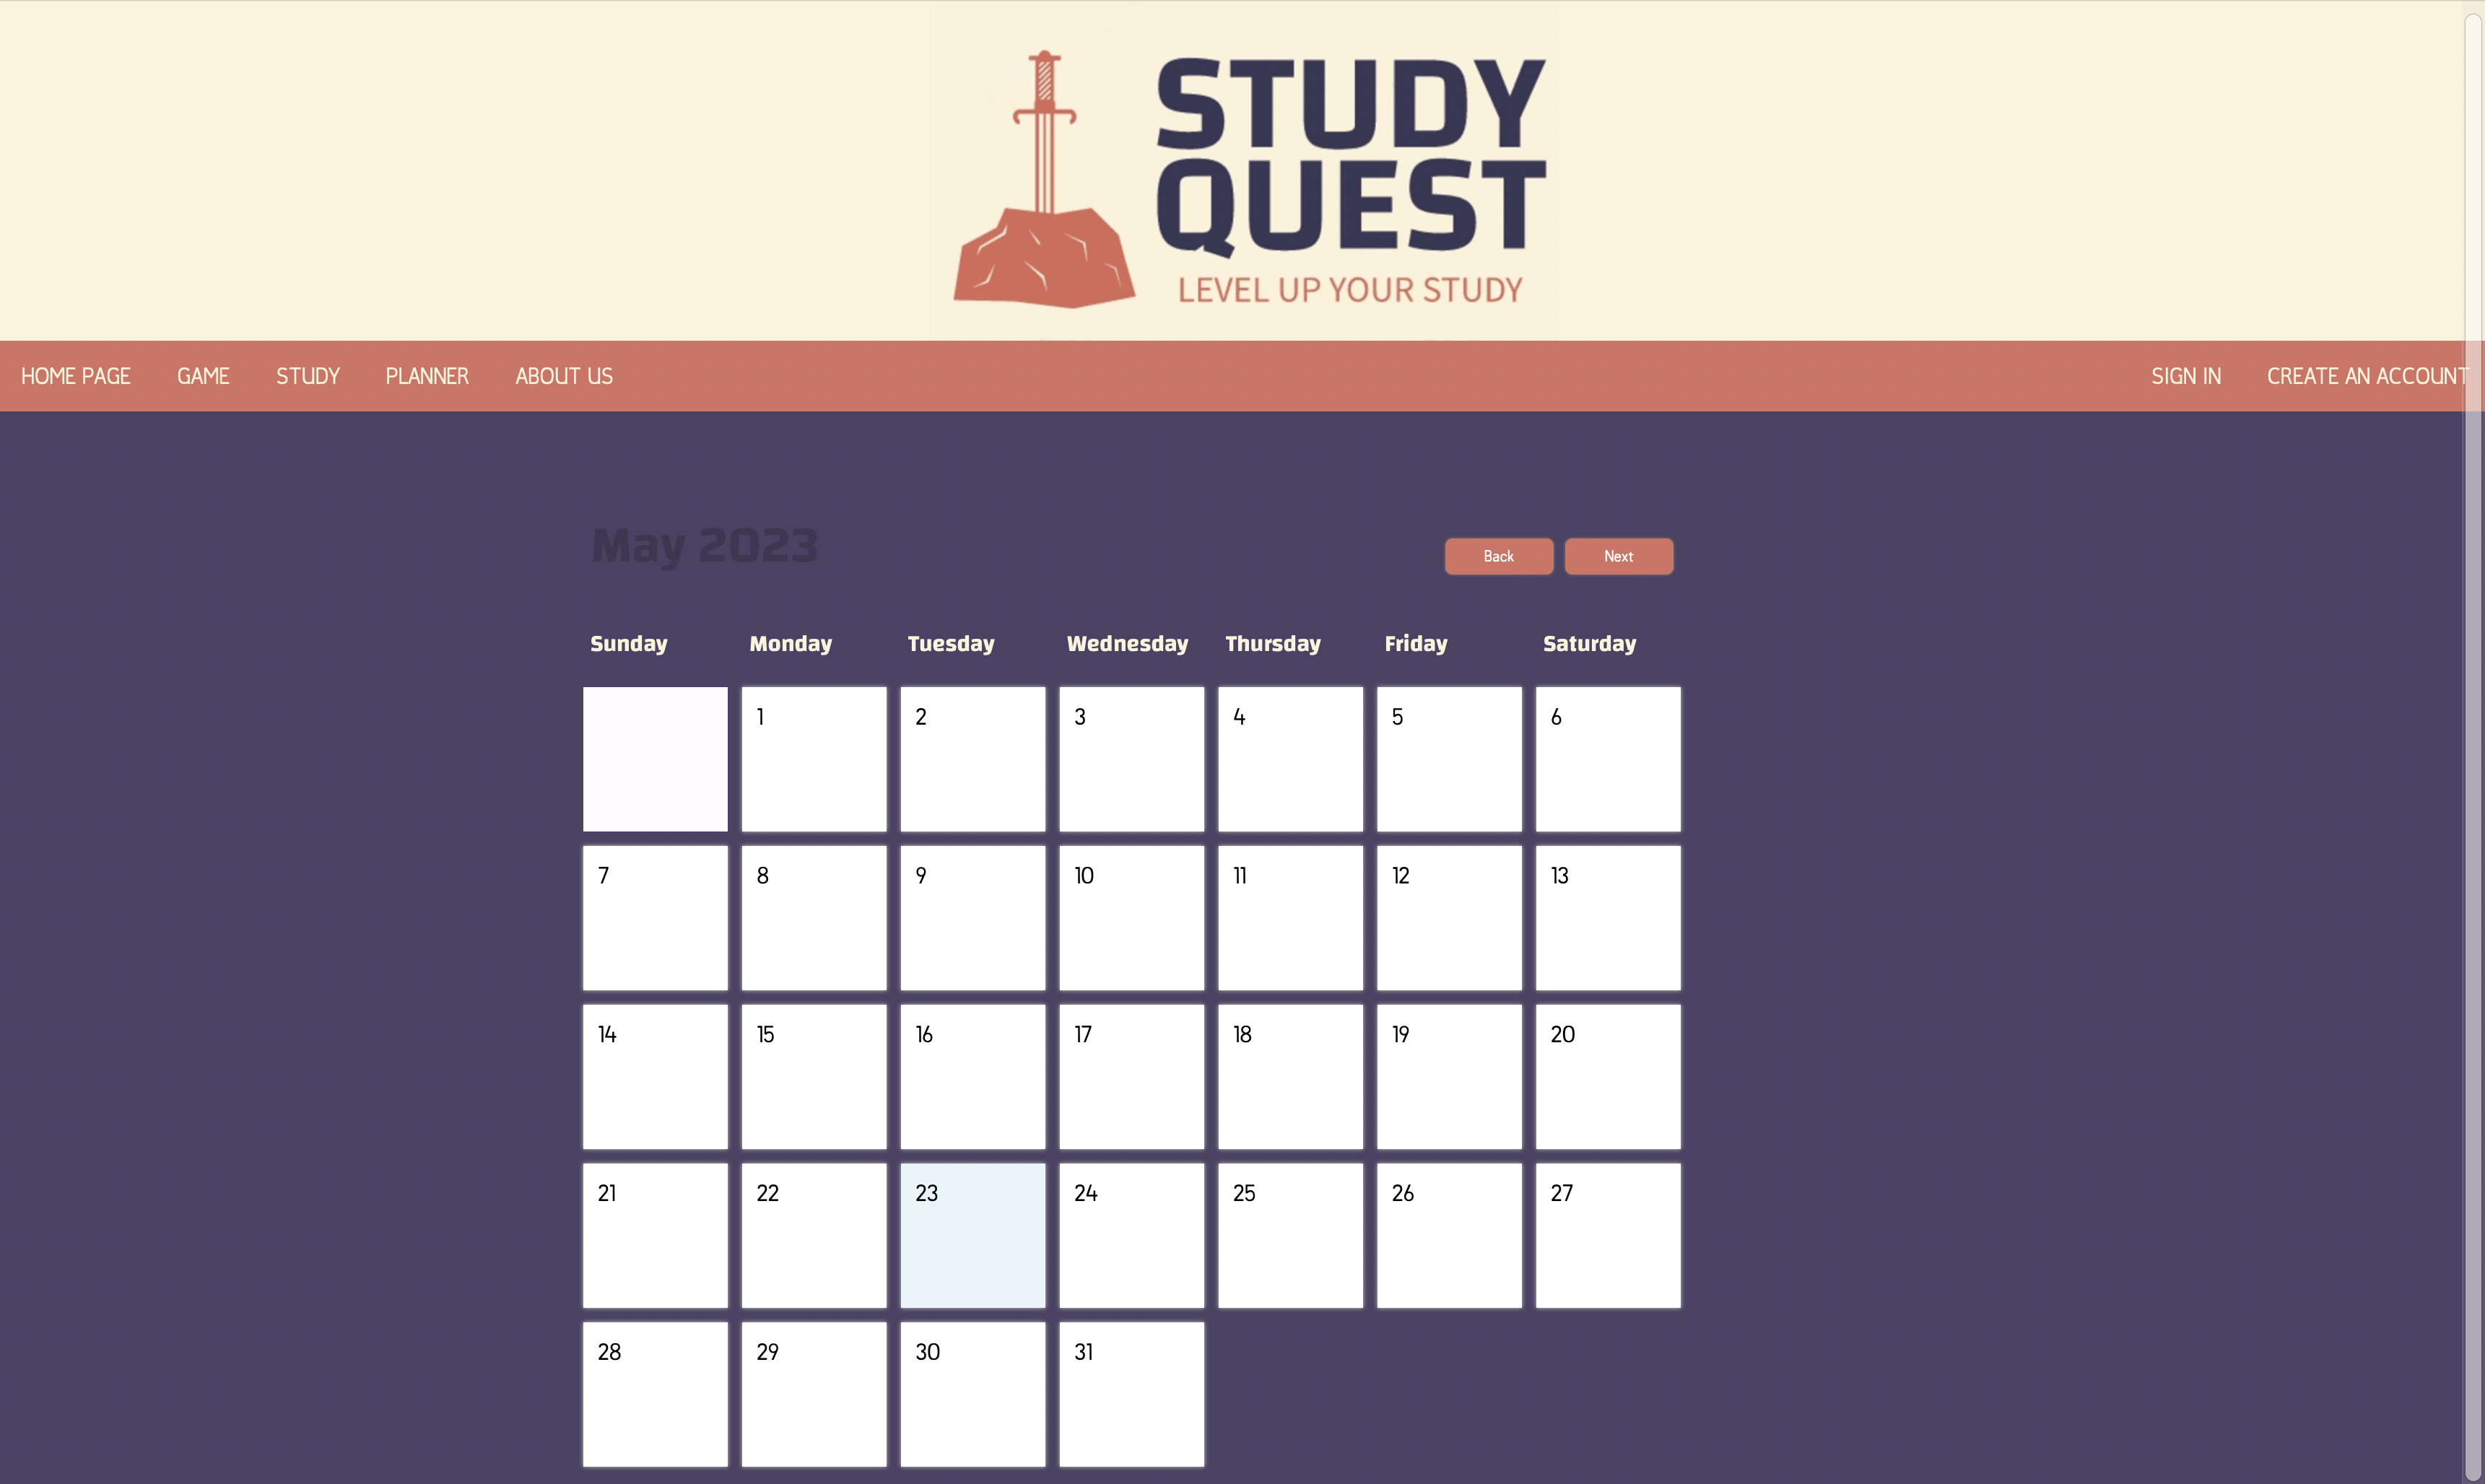 STUDY
QUEST
LEVEL UP YOUR STUDY
HOME PAGE GAME STUDY PLANNER ABOUT US SIGN IN CREATE AN ACCOUNT
May 2023 Back Next
Sunday Monday Tuesday Wednesday Thursday Friday Saturday
1 2 3 4 5 6
7 8 9 10 11 12 13
14 15 16 17 18 19 20
21 22 23 24 25 26 27
28 29 30 31